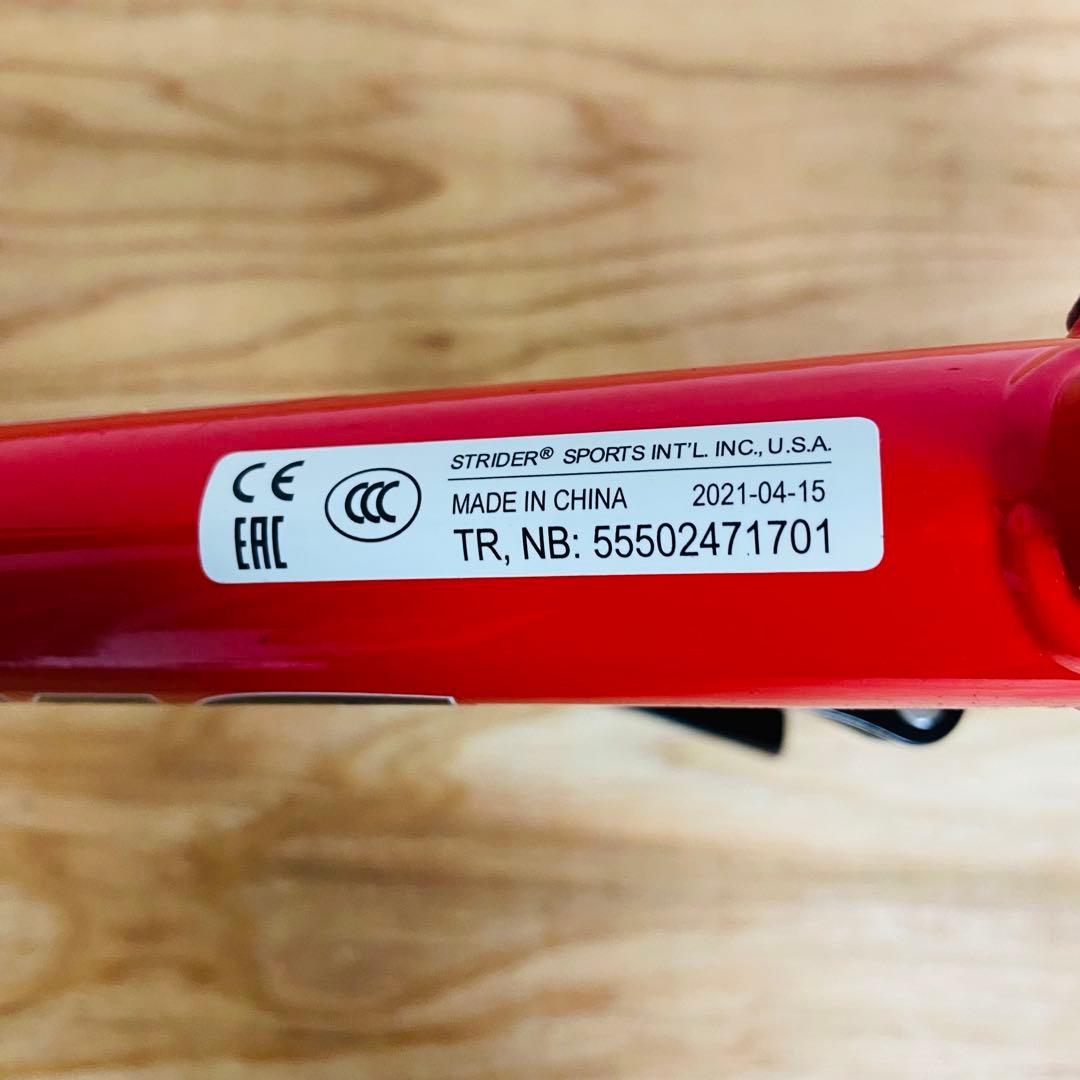 CE
EAC
CCC
STRIDER® SPORTS INT'L. INC., U.S.A.
MADE IN CHINA 2021-04-15
TR, NB: 55502471701